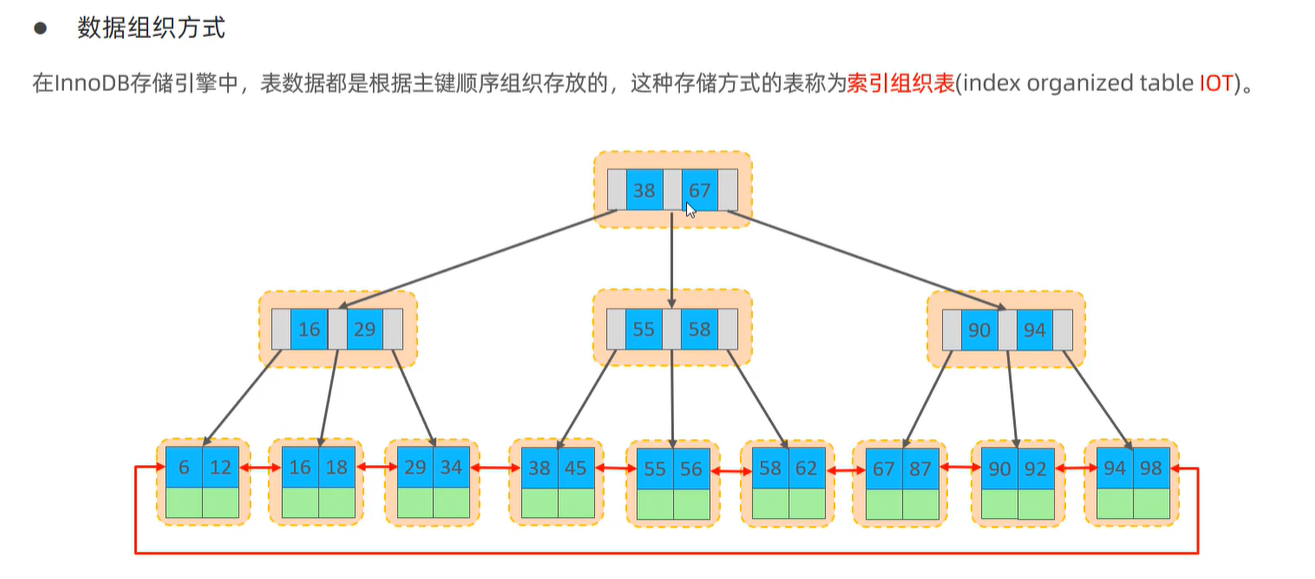 ● 数据组织方式
在InnoDB存储引擎中，表数据都是根据主键顺序组织存放的，这种存储方式的表称为索引组织表(index organized table IOT)。
38 67
16 29 55 58 90 94
6 12 16 18 29 34 38 45 55 56 58 62 67 87 90 92 94 98